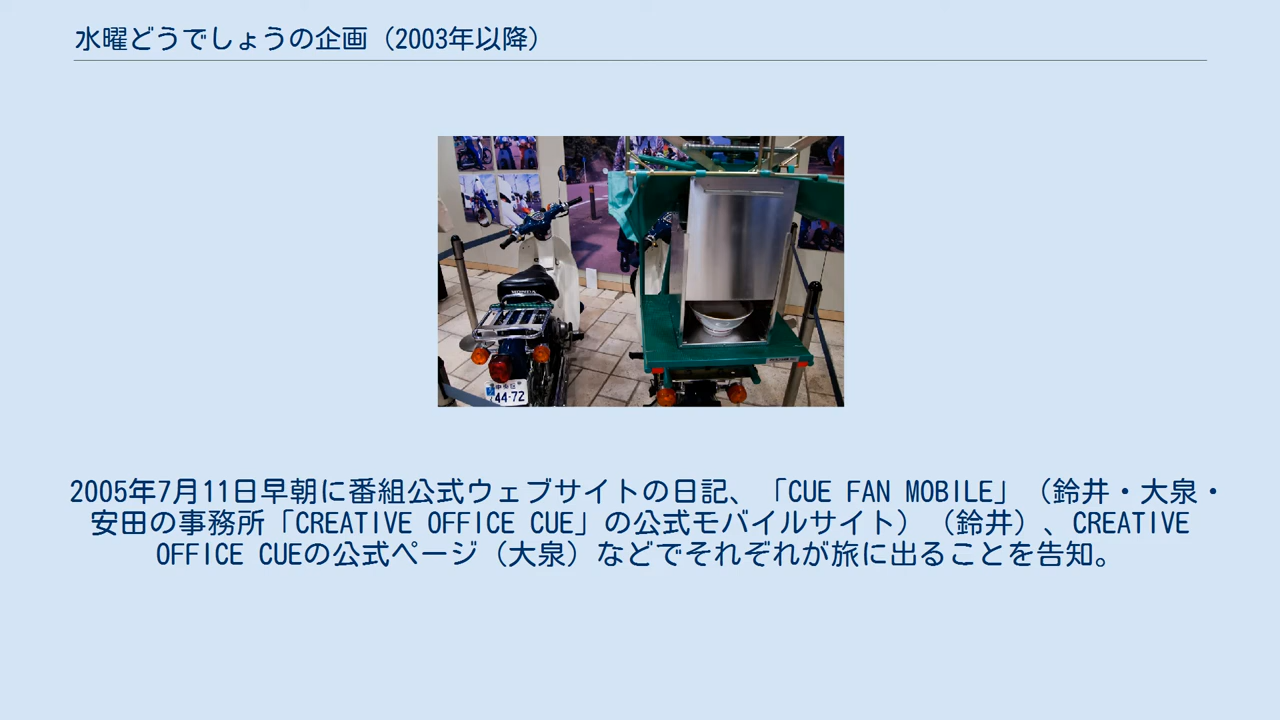 水曜どうでしょうの企画（2003年以降）
HONDA
44-72
2005年7月11日早朝に番組公式ウェブサイトの日記、「CUE FAN MOBILE」（鈴井・大泉・
安田の事務所「CREATIVE OFFICE CUE」の公式モバイルサイト）（鈴井）、CREATIVE
OFFICE CUEの公式ページ（大泉）などでそれぞれが旅に出ることを告知。